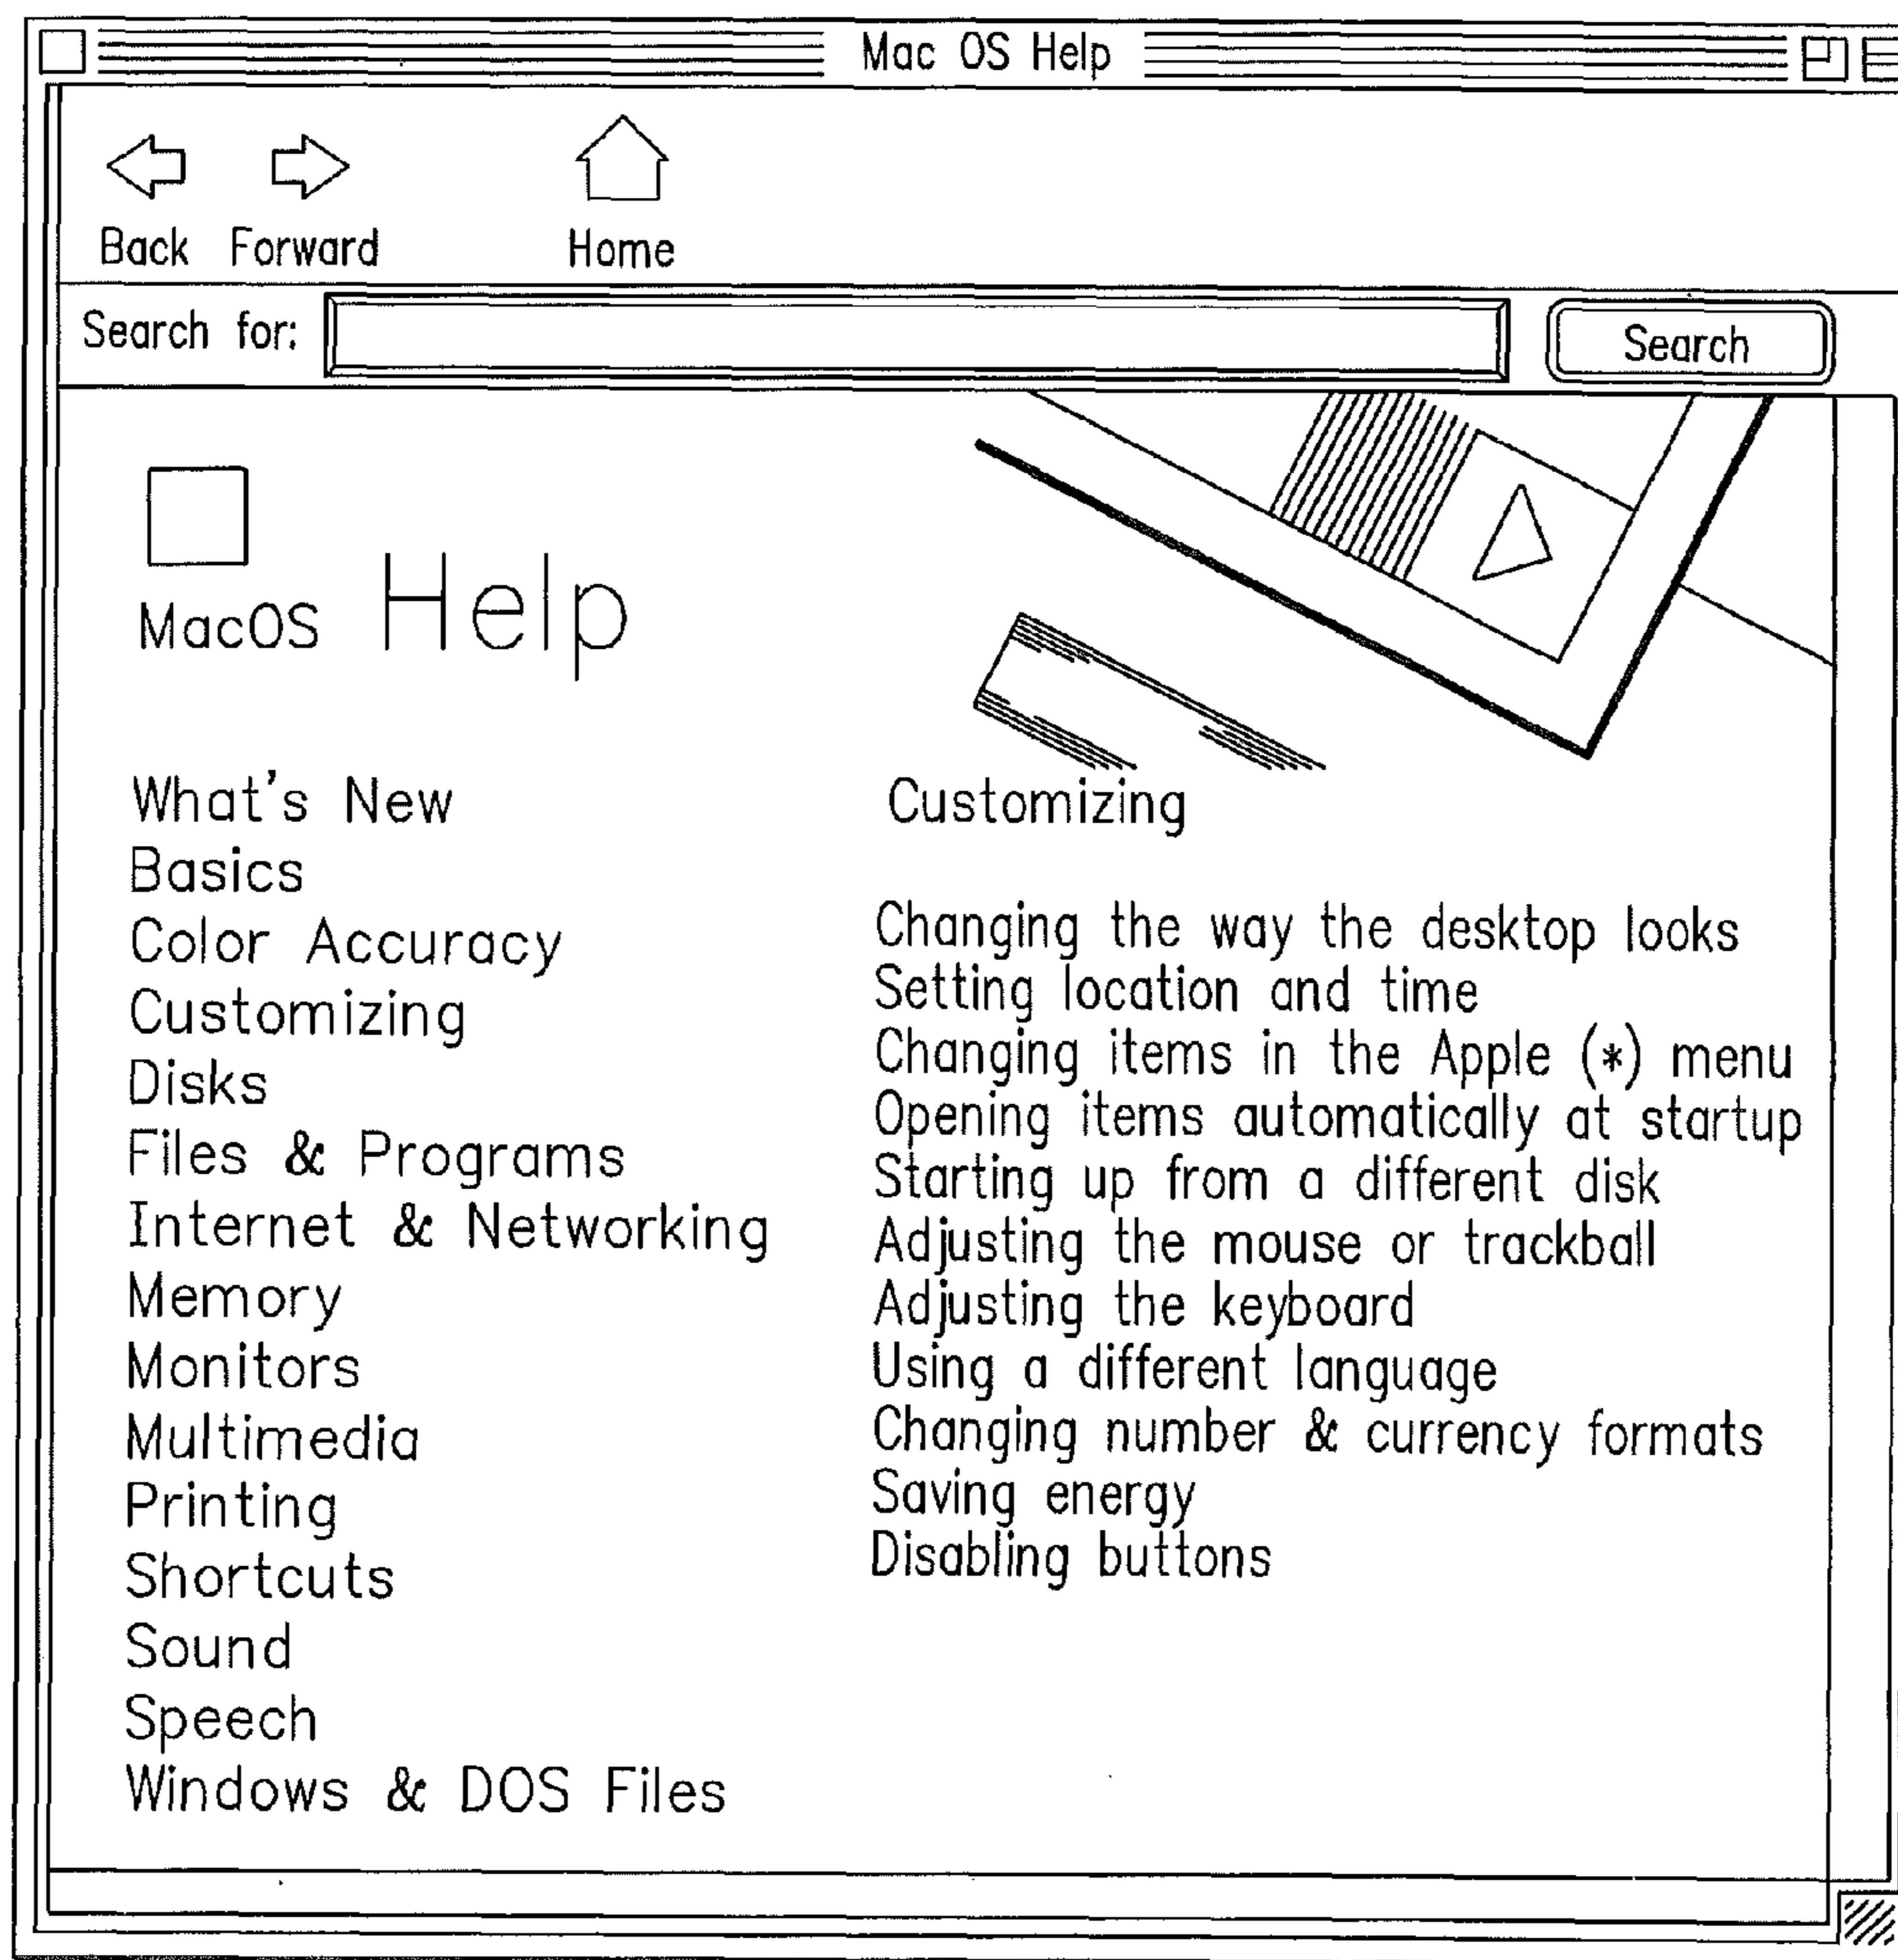 Mac OS Help
Back Forward Home
Search for: Search
MacOS Help
What's New
Basics
Color Accuracy
Customizing
Disks
Files & Programs
Internet & Networking
Memory
Monitors
Multimedia
Printing
Shortcuts
Sound
Speech
Windows & DOS Files
Customizing
Changing the way the desktop looks
Setting location and time
Changing items in the Apple (*) menu
Opening items automatically at startup
Starting up from a different disk
Adjusting the mouse or trackball
Adjusting the keyboard
Using a different language
Changing number & currency formats
Saving energy
Disabling buttons